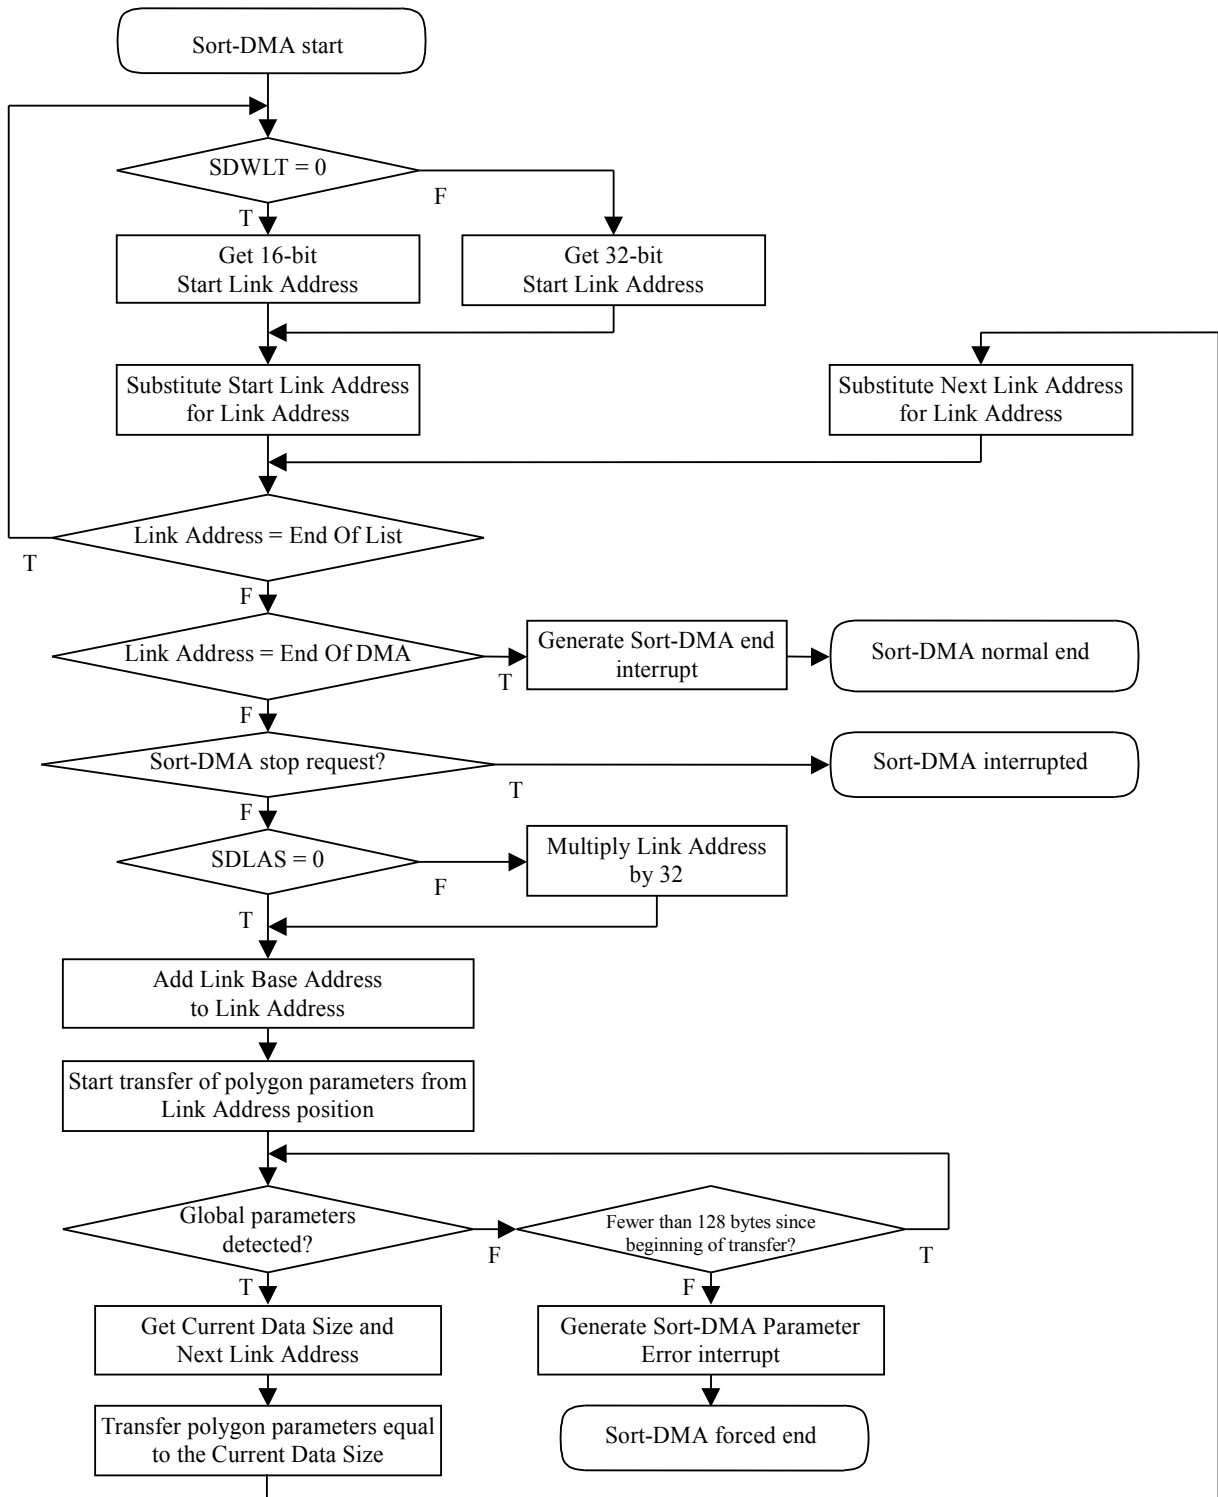 Sort-DMA start
SDWLT = 0
F
T
Get 16-bit
Start Link Address
Get 32-bit
Start Link Address
Substitute Start Link Address
for Link Address
Substitute Next Link Address
for Link Address
Link Address = End Of List
T
F
Link Address = End Of DMA
T
Generate Sort-DMA end
interrupt
Sort-DMA normal end
F
Sort-DMA stop request?
T
Sort-DMA interrupted
F
SDLAS = 0
F
Multiply Link Address
by 32
T
Add Link Base Address
to Link Address
Start transfer of polygon parameters from
Link Address position
Global parameters
detected?
F
Fewer than 128 bytes since
beginning of transfer?
T
T
F
Get Current Data Size and
Next Link Address
Generate Sort-DMA Parameter
Error interrupt
Transfer polygon parameters equal
to the Current Data Size
Sort-DMA forced end